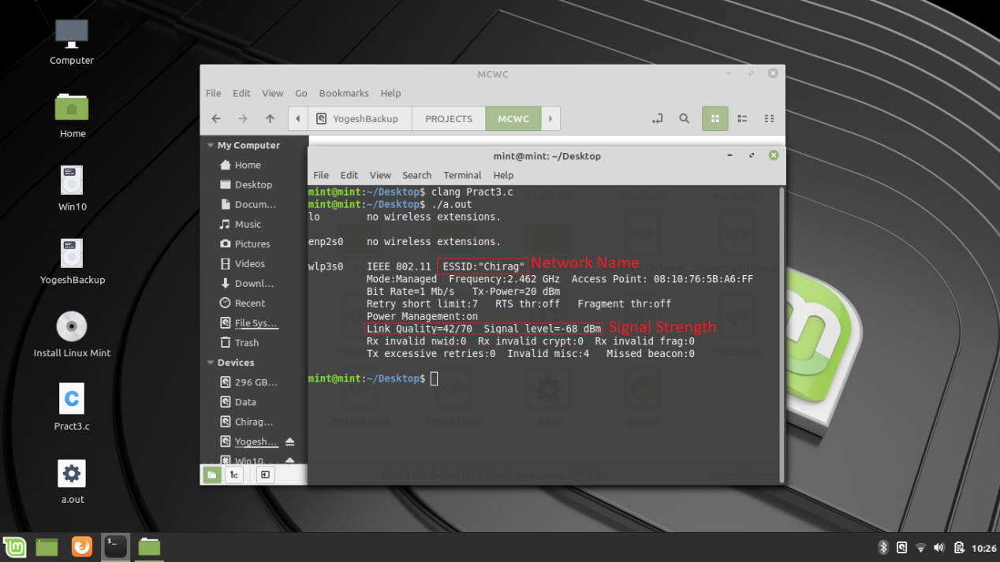 Computer
Home
Win10
YogeshBackup
Install Linux Mint
Pract3.c
a.out
MCWC
File Edit View Go Bookmarks Help
YogeshBackup PROJECTS MCWC
My Computer
Home
Desktop
Docum...
Music
Pictures
Videos
Downl...
Recent
File Sys...
Trash
Devices
296 GB...
Data
Chirag...
Yogesh...
Win10
mint@mint: ~/Desktop
File Edit View Search Terminal Help
mint@mint:~/Desktop$ clang Pract3.c
mint@mint:~/Desktop$ ./a.out
lo no wireless extensions.
enp2s0 no wireless extensions.
wlp3s0 IEEE 802.11 ESSID:"Chirag" Network Name
Mode:Managed Frequency:2.462 GHz Access Point: 08:10:76:5B:A6:FF
Bit Rate=1 Mb/s Tx-Power=20 dBm
Retry short limit:7 RTS thr:off Fragment thr:off
Power Management:on
Link Quality=42/70 Signal level=-68 dBm Signal Strength
Rx invalid nwid:0 Rx invalid crypt:0 Rx invalid frag:0
Tx excessive retries:0 Invalid misc:4 Missed beacon:0
mint@mint:~/Desktop$
10:26